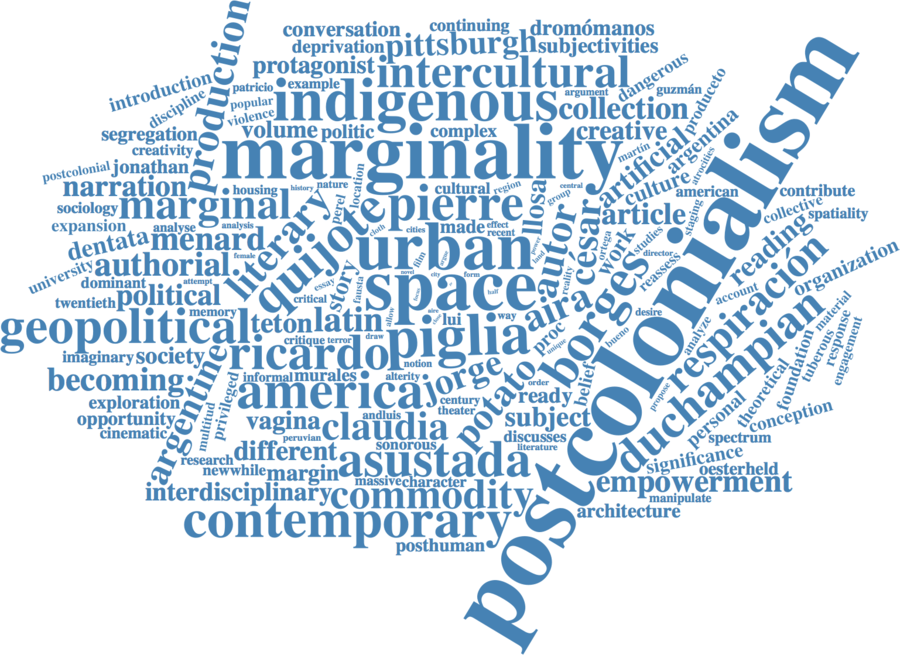 conversation
continuing
dromómanos
deprivation
pittsburgh
subjectivities
production
protagonist
intercultural
dangerous
introduction
patricio
example
argument
guzmán
discipline
popular
indigenous
collection
produceto
violence
segregation
volume
politic
complex
creative
argentina
creativity
marginality
martín
artificial
postcolonial
jonathan
location
atrocities
postcolonialism
narration
housing
history
nature
cultural
region
group
central
culture
american
contribute
sociology
marginal
perel
pierre
llosa
césar
article
staging
collective
spatiality
expansion
analyse
analysis
literary
quijote
cloth
cities
made
effect
recent
power
autor
ortega
work
studies
director
reading
dentata
menard
female
urban
land
university
authorial
story
film
reality
reassess
organization
dominant
attempt
essay
fausta
novel
city
form
space
half
aira
borges
account
respiración
material
twentieth
political
memory
critical
allow
desire
geopolitical
teton
latin
lui
way
proc
bueno
analyze
duchampian
response
critique
terror
draw
piglia
unique
foundation
tuberous
engagement
imaginary
society
ricardo
notion
alterity
belief
theoretical
becoming
argentine
privileged
informal
murales
america
jorge
potato
order
ready
propose
personal
exploration
century
theater
conception
opportunity
multitud
vagina
andluis
claudia
subject
spectrum
cinematic
peruvian
sonorous
discusses
literature
significance
research
different
asustada
oesterheld
newwhile
margin
massive
character
empowerment
interdisciplinary
commodity
manipulate
contemporary
architecture
posthuman